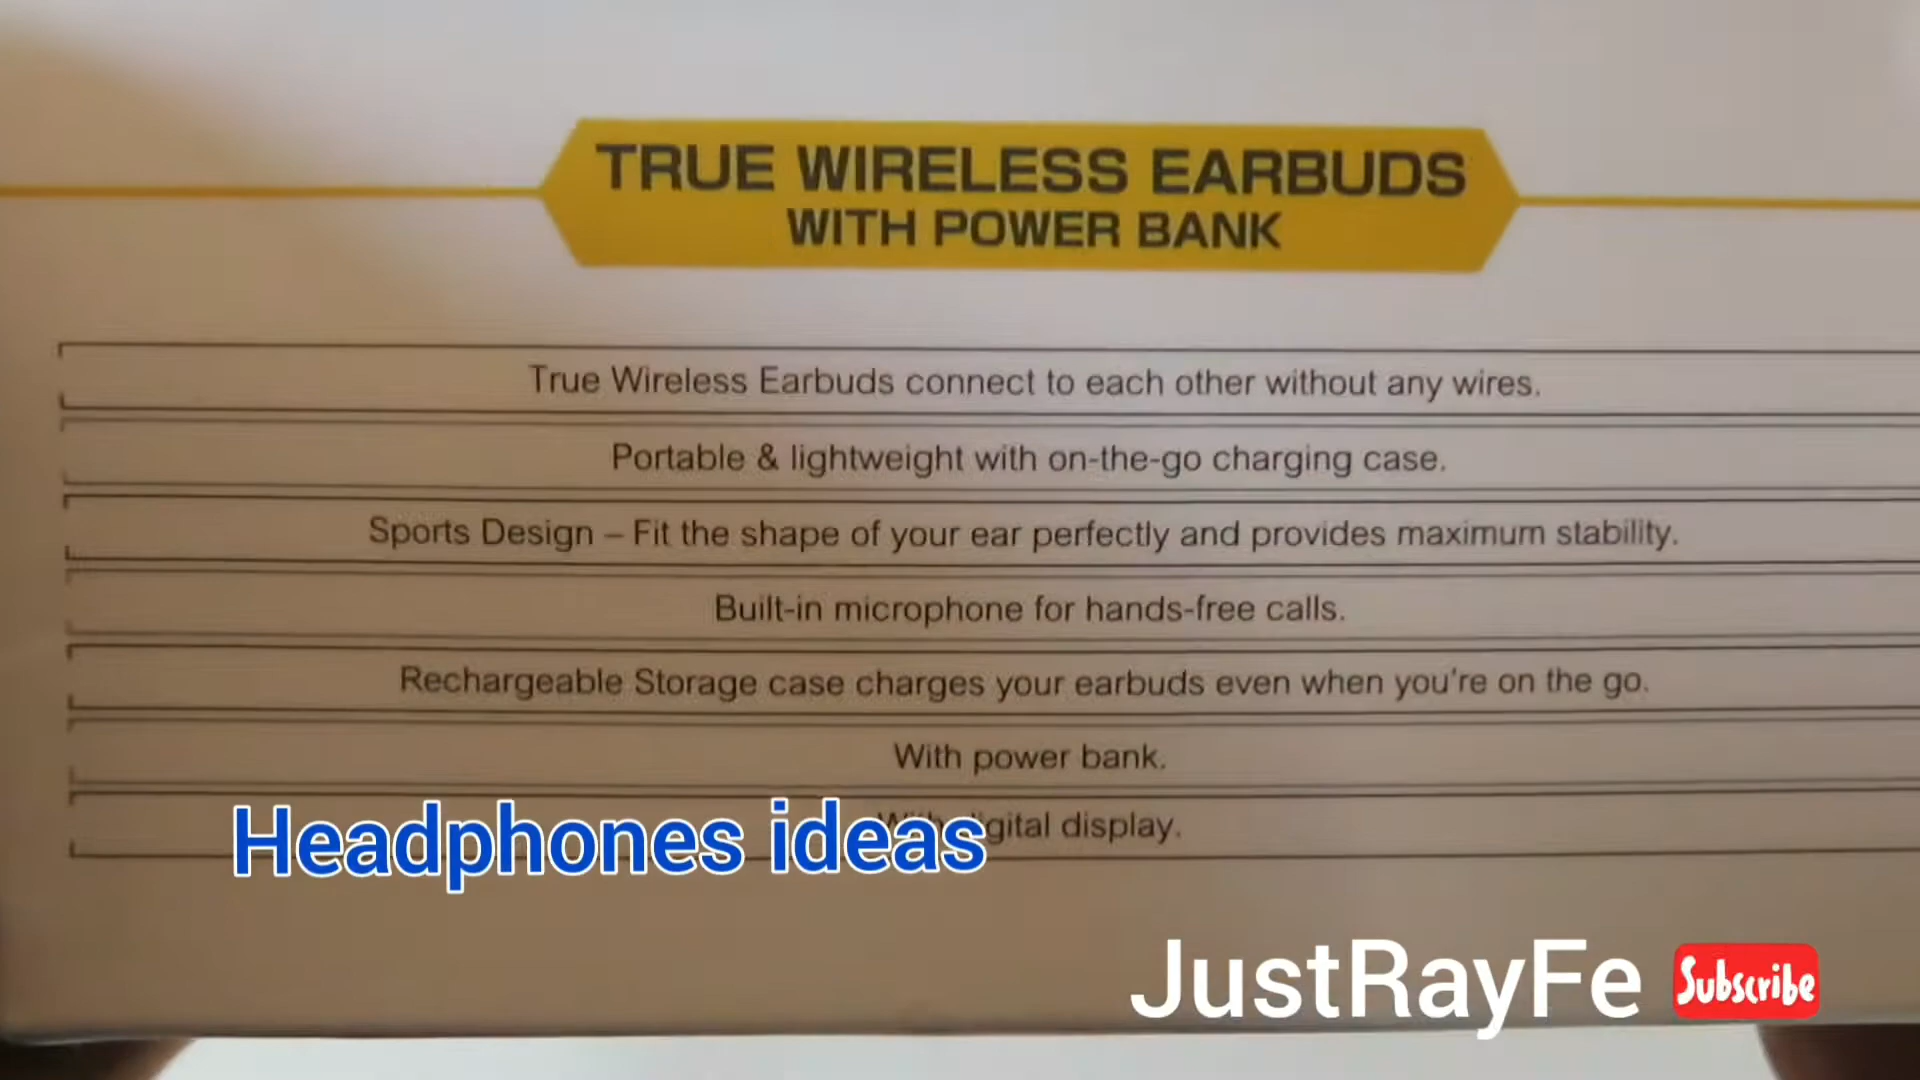 TRUE WIRELESS EARBUDS
WITH POWER BANK
True Wireless Earbuds connect to each other without any wires.
Portable & lightweight with on-the-go charging case.
Sports Design – Fit the shape of your ear perfectly and provides maximum stability.
Built-in microphone for hands-free calls.
Rechargeable Storage case charges your earbuds even when you're on the go.
With power bank.
display.
Headphones ideas
JustRayFe Subscribe